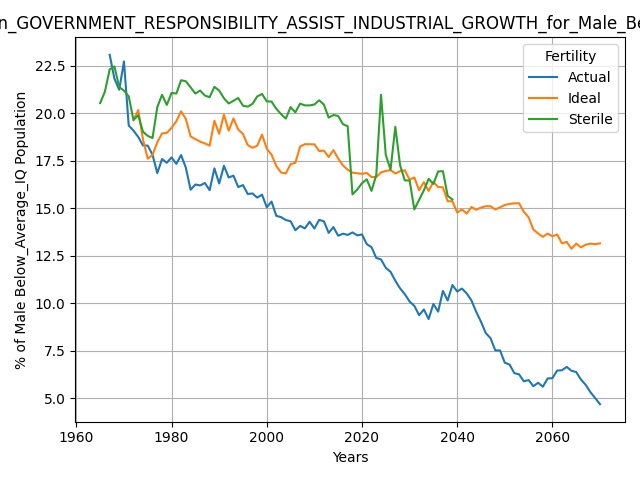 n_GOVERNMENT_RESPONSIBILITY_ASSIST_INDUSTRIAL_GROWTH_for_Male_Be
Fertility
Actual
Ideal
Sterile
% of Male Below_Average_IQ Population
22.5
20.0
17.5
15.0
12.5
10.0
7.5
5.0
1960 1980 2000 2020 2040 2060
Years